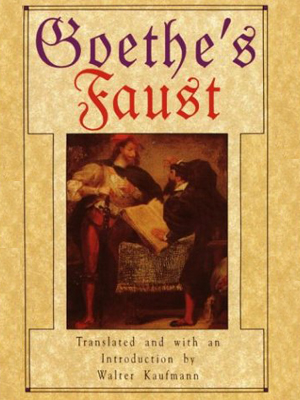 Goethe's
Faust
Translated and with an
Introduction by
Walter Kaufmann